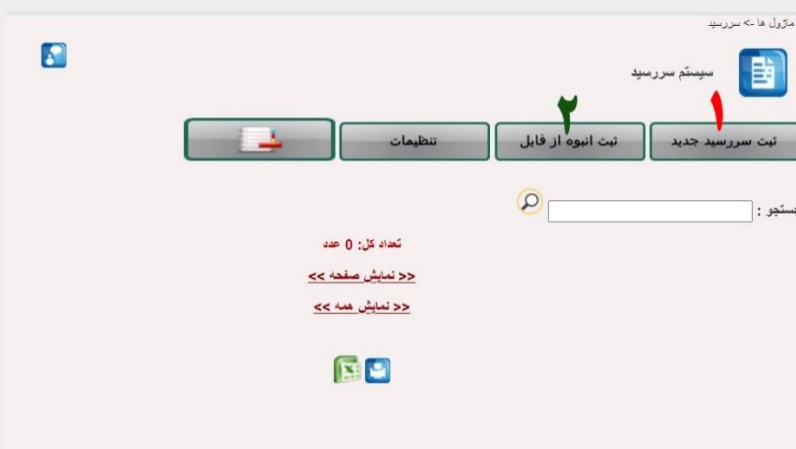 ماژول ها -> سررسید
سیستم سررسید
۱
۲
ثبت سررسید جدید
ثبت انبوه از فایل
تنظیمات
ستجو :
تعداد کل: 0 عدد
<< نمایش صفحه >>
<< نمایش همه >>